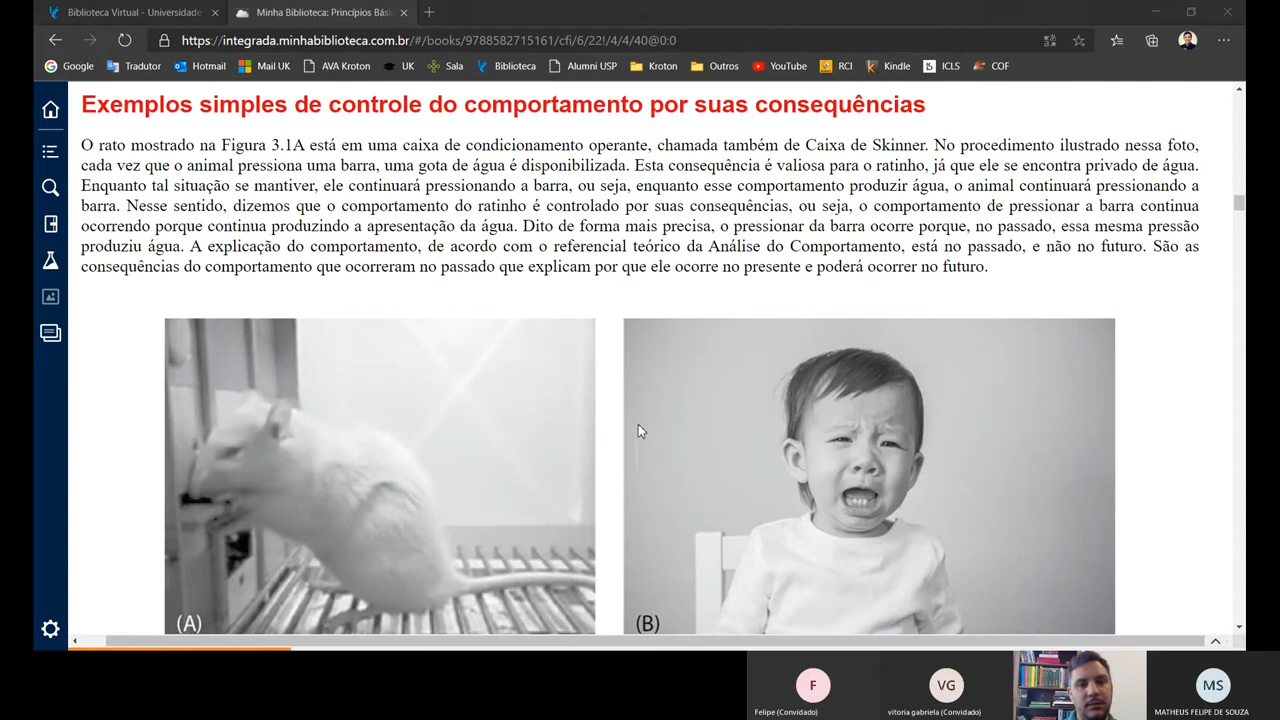 Biblioteca Virtual - Universidade
Minha Biblioteca: Princípios Bás
https://integrada.minhabiblioteca.com.br/#/books/9788582715161/cfi/6/22!/4/4/40@0:0
Google Tradutor Hotmail Mail UK AVA Kroton UK Sala Biblioteca Alumni USP Kroton Outros YouTube RCI Kindle ICLS COF
Exemplos simples de controle do comportamento por suas consequências
O rato mostrado na Figura 3.1A está em uma caixa de condicionamento operante, chamada também de Caixa de Skinner. No procedimento ilustrado nessa foto,
cada vez que o animal pressiona uma barra, uma gota de água é disponibilizada. Esta consequência é valiosa para o ratinho, já que ele se encontra privado de água.
Enquanto tal situação se mantiver, ele continuará pressionando a barra, ou seja, enquanto esse comportamento produzir água, o animal continuará pressionando a
barra. Nesse sentido, dizemos que o comportamento do ratinho é controlado por suas consequências, ou seja, o comportamento de pressionar a barra continua
ocorrendo porque continua produzindo a apresentação da água. Dito de forma mais precisa, o pressionar da barra ocorre porque, no passado, essa mesma pressão
produziu água. A explicação do comportamento, de acordo com o referencial teórico da Análise do Comportamento, está no passado, e não no futuro. São as
consequências do comportamento que ocorreram no passado que explicam por que ele ocorre no presente e poderá ocorrer no futuro.
(A)
(B)
F
VG
MS
Felipe (Convidado)
vitoria gabriela (Convidado)
MATHEUS FELIPE DE SOUZA